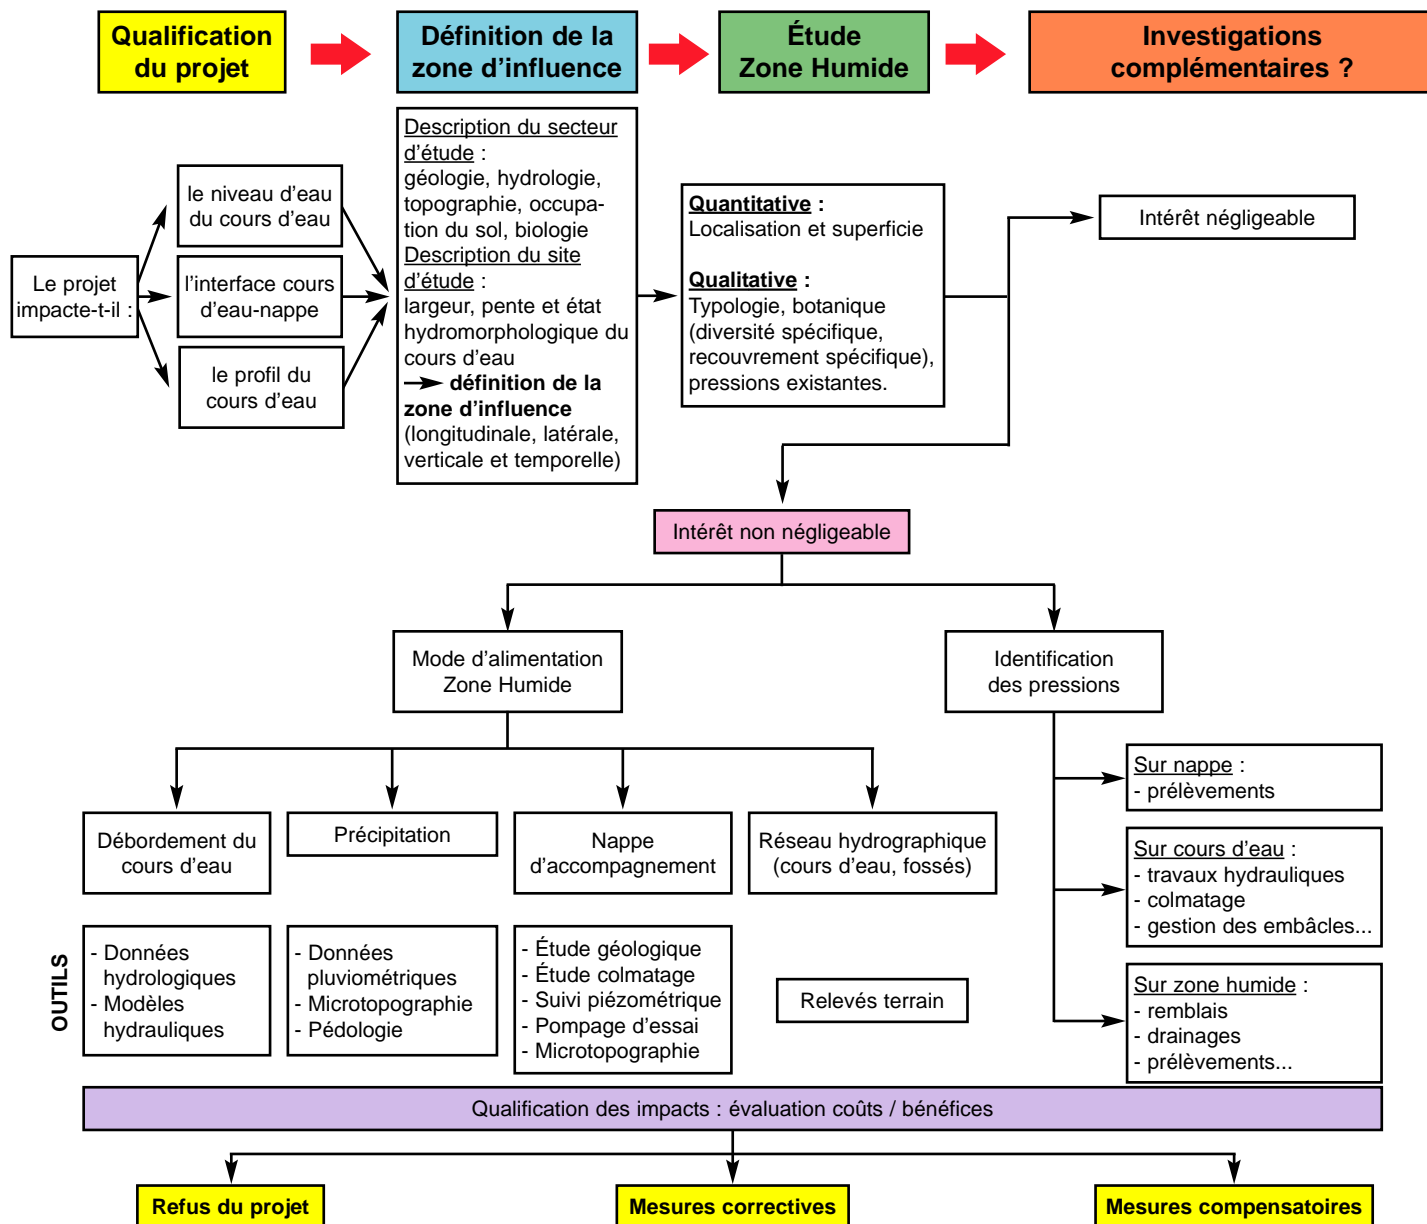 Qualification
du projet
Définition de la
zone d’influence
Étude
Zone Humide
Investigations
complémentaires ?
Le projet
impacte-t-il :
le niveau d’eau
du cours d’eau
l’interface cours
d’eau-nappe
le profil du
cours d’eau
Description du secteur
d’étude :
géologie, hydrologie,
topographie, occupa-
tion du sol, biologie
Description du site
d’étude :
largeur, pente et état
hydromorphologique du
cours d’eau
définition de la
zone d’influence
(longitudinale, latérale,
verticale et temporelle)
Quantitative :
Localisation et superficie
Qualitative :
Typologie, botanique
(diversité spécifique,
recouvrement spécifique),
pressions existantes.
Intérêt négligeable
Intérêt non négligeable
Mode d’alimentation
Zone Humide
Identification
des pressions
Débordement du
cours d’eau
Précipitation
Nappe
d’accompagnement
Réseau hydrographique
(cours d’eau, fossés)
OUTILS
- Données
hydrologiques
- Modèles
hydrauliques
- Données
pluviométriques
- Microtopographie
- Pédologie
- Étude géologique
- Étude colmatage
- Suivi piézométrique
- Pompage d’essai
- Microtopographie
Relevés terrain
Sur nappe :
- prélèvements
Sur cours d’eau :
- travaux hydrauliques
- colmatage
- gestion des embâcles...
Sur zone humide :
- remblais
- drainages
- prélèvements...
Qualification des impacts : évaluation coûts / bénéfices
Refus du projet
Mesures correctives
Mesures compensatoires